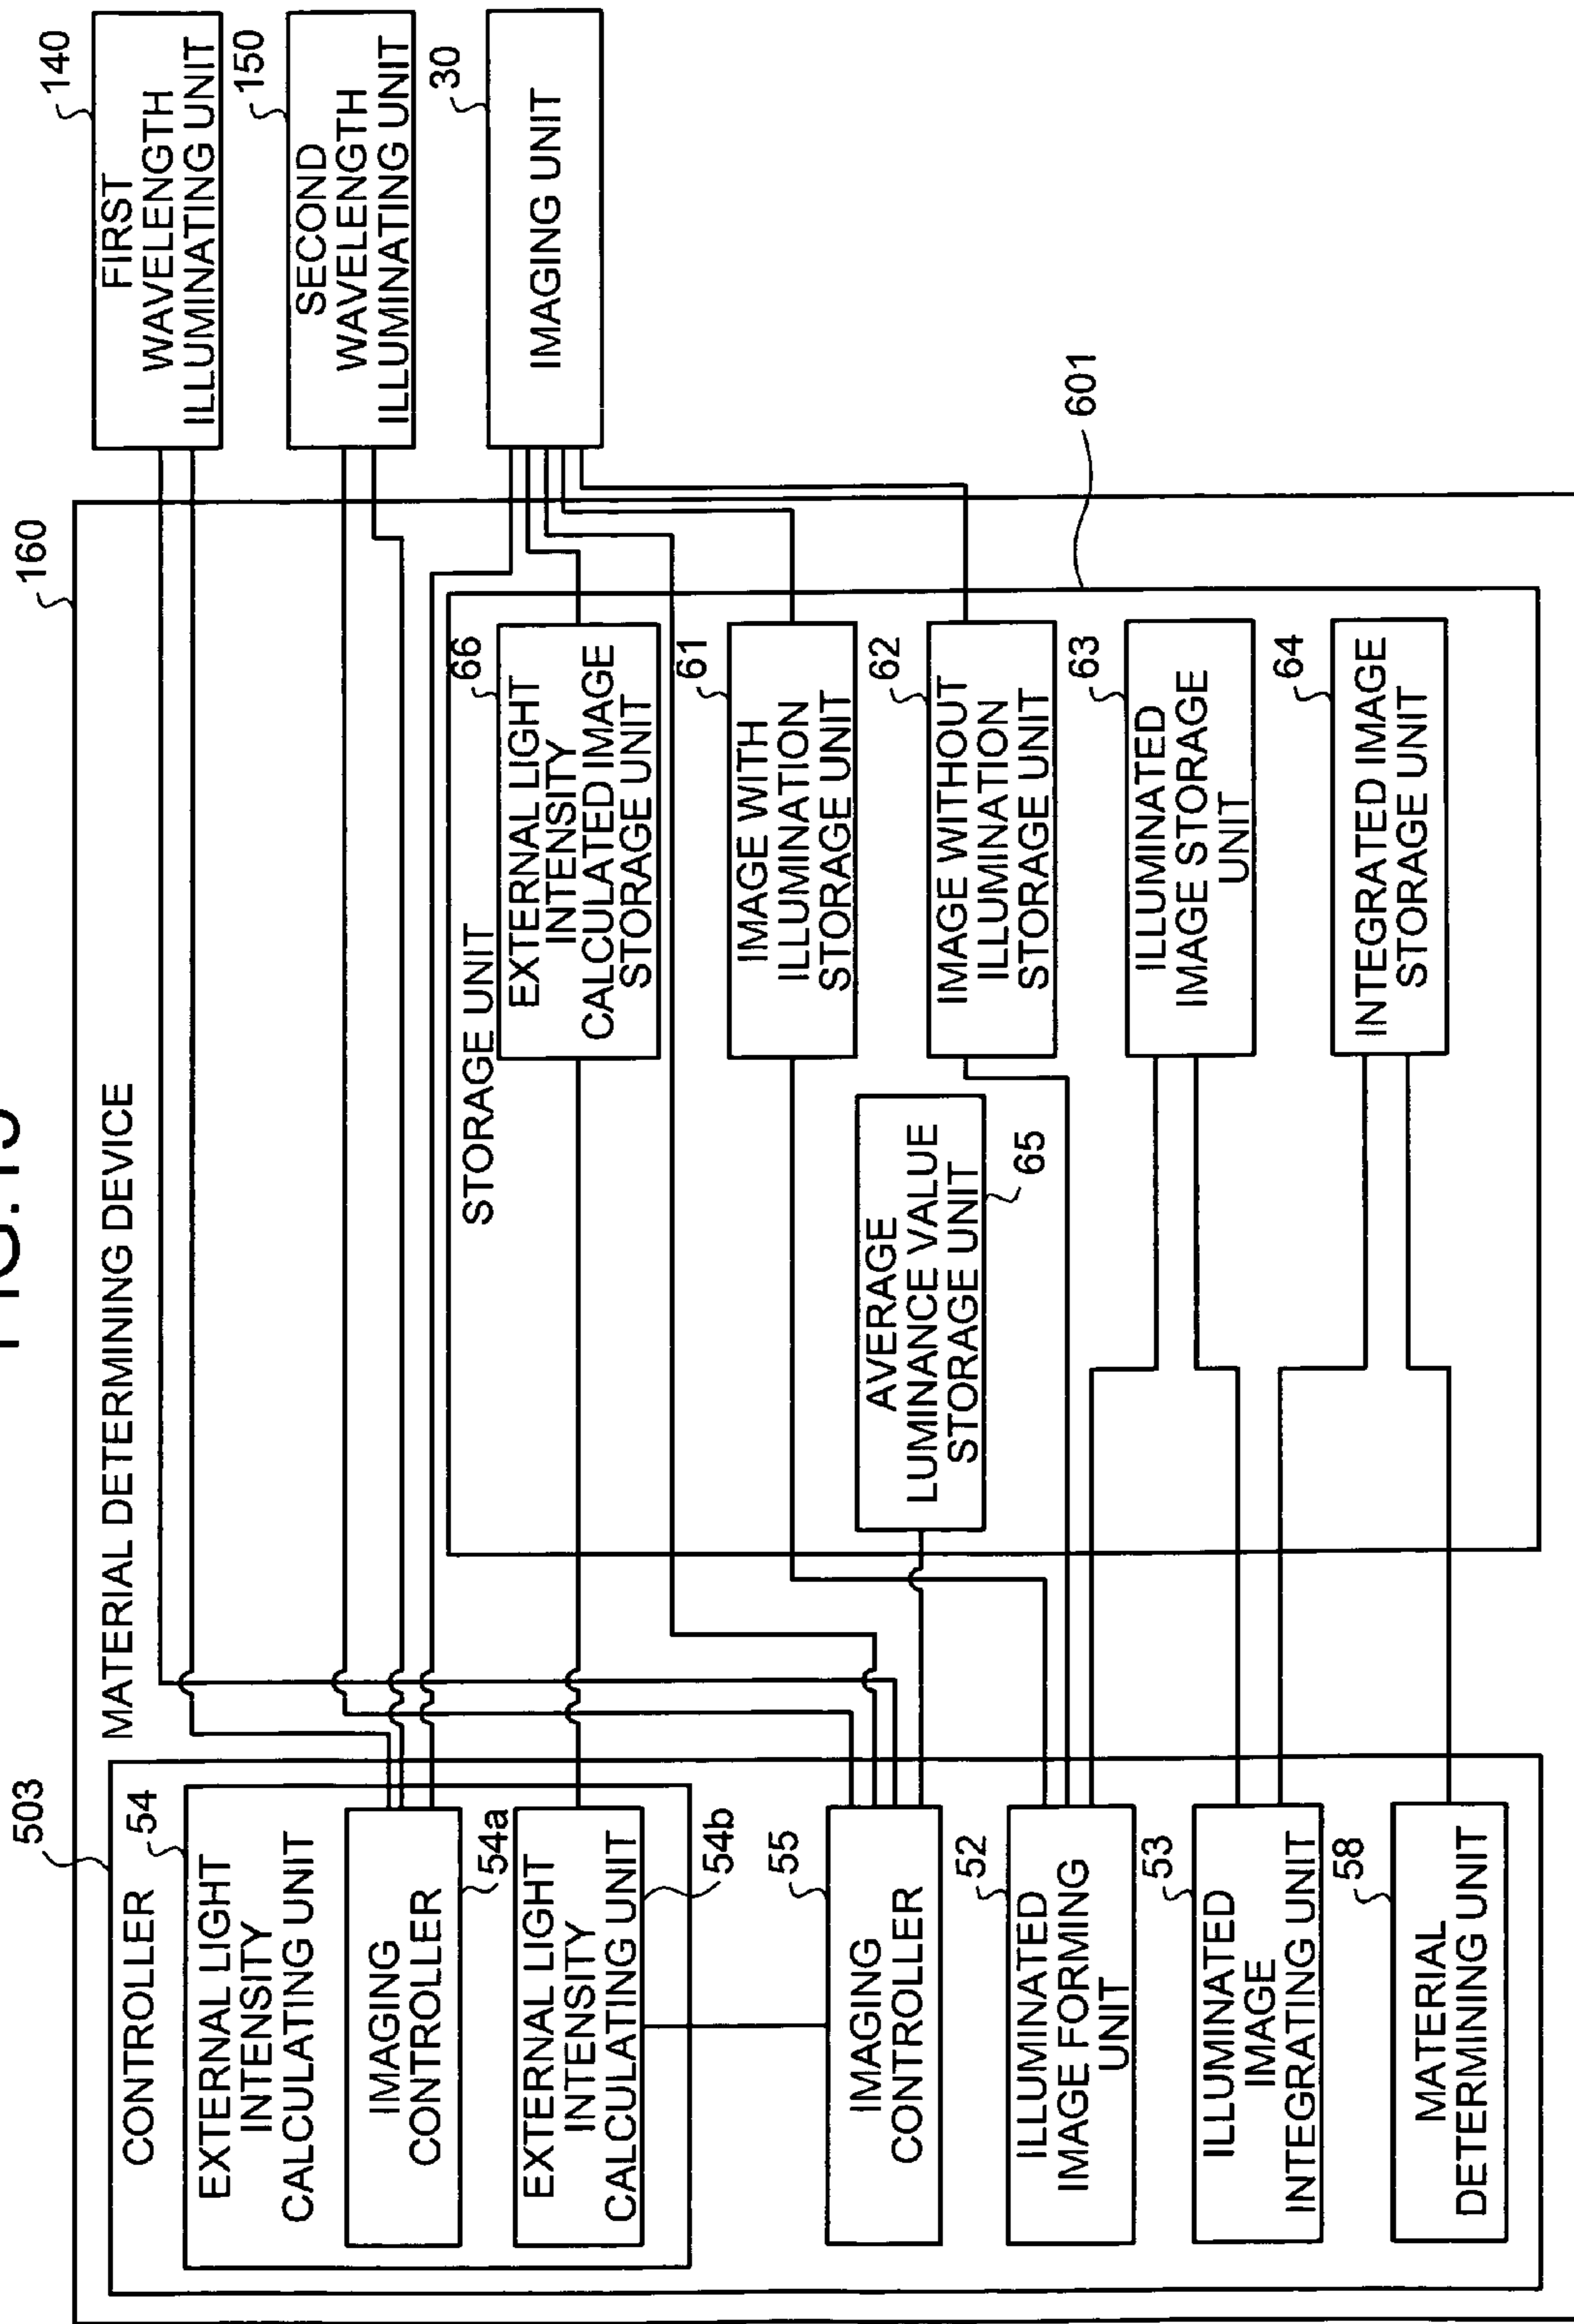 160
MATERIAL DETERMINING DEVICE
503
CONTROLLER
54
EXTERNAL LIGHT
INTENSITY
CALCULATING UNIT
IMAGING
CONTROLLER
54a
EXTERNAL LIGHT
INTENSITY
CALCULATING UNIT
54b
55
IMAGING
CONTROLLER
52
ILLUMINATED
IMAGE FORMING
UNIT
53
ILLUMINATED
IMAGE
INTEGRATING UNIT
58
MATERIAL
DETERMINING UNIT
601
STORAGE UNIT
66
EXTERNAL LIGHT
INTENSITY
CALCULATED IMAGE
STORAGE UNIT
61
IMAGE WITH
ILLUMINATION
STORAGE UNIT
AVERAGE
LUMINANCE VALUE
STORAGE UNIT
65
62
IMAGE WITHOUT
ILLUMINATION
STORAGE UNIT
63
ILLUMINATED
IMAGE STORAGE
UNIT
64
INTEGRATED IMAGE
STORAGE UNIT
140
FIRST
WAVELENGTH
ILLUMINATING UNIT
150
SECOND
WAVELENGTH
ILLUMINATING UNIT
30
IMAGING UNIT